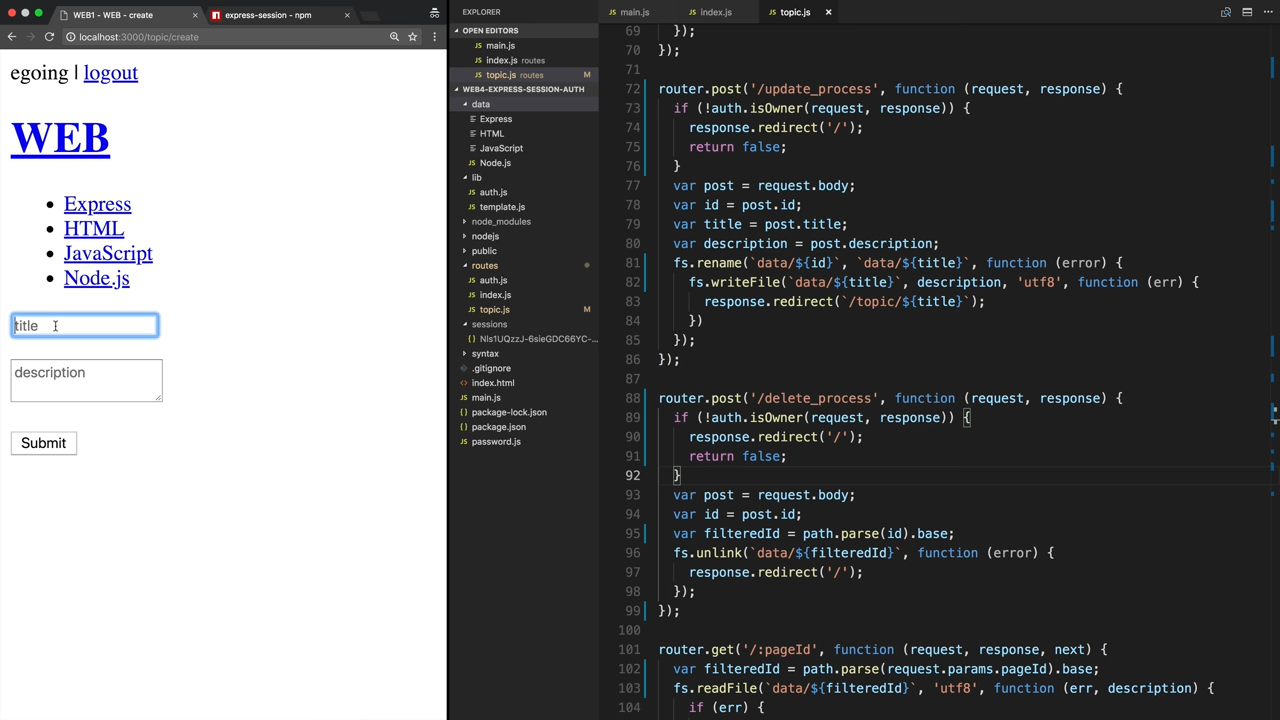 WEB1 - WEB - create
express-session - npm
localhost:3000/topic/create
egoing | logout
WEB
Express
HTML
JavaScript
Node.js
title
description
Submit
EXPLORER
OPEN EDITORS
main.js
index.js routes
topic.js routes M
WEB4-EXPRESS-SESSION-AUTH
data
Express
HTML
JavaScript
Node.js
lib
auth.js
template.js
node_modules
nodejs
public
routes
auth.js
index.js
topic.js M
sessions
NIs1UQzzJ-6sieGDC66YC-...
syntax
.gitignore
index.html
main.js
package-lock.json
package.json
password.js
main.js
index.js
topic.js
69 });
70 });
71
72 router.post('/update_process', function (request, response) {
73 if (!auth.isOwner(request, response)) {
74 response.redirect('/');
75 return false;
76 }
77 var post = request.body;
78 var id = post.id;
79 var title = post.title;
80 var description = post.description;
81 fs.rename(`data/${id}`, `data/${title}`, function (error) {
82 fs.writeFile(`data/${title}`, description, 'utf8', function (err) {
83 response.redirect(`/topic/${title}`);
84 })
85 });
86 });
87
88 router.post('/delete_process', function (request, response) {
89 if (!auth.isOwner(request, response)) {
90 response.redirect('/');
91 return false;
92 }
93 var post = request.body;
94 var id = post.id;
95 var filteredId = path.parse(id).base;
96 fs.unlink(`data/${filteredId}`, function (error) {
97 response.redirect('/');
98 });
99 });
100
101 router.get('/:pageId', function (request, response, next) {
102 var filteredId = path.parse(request.params.pageId).base;
103 fs.readFile(`data/${filteredId}`, 'utf8', function (err, description) {
104 if (err) {